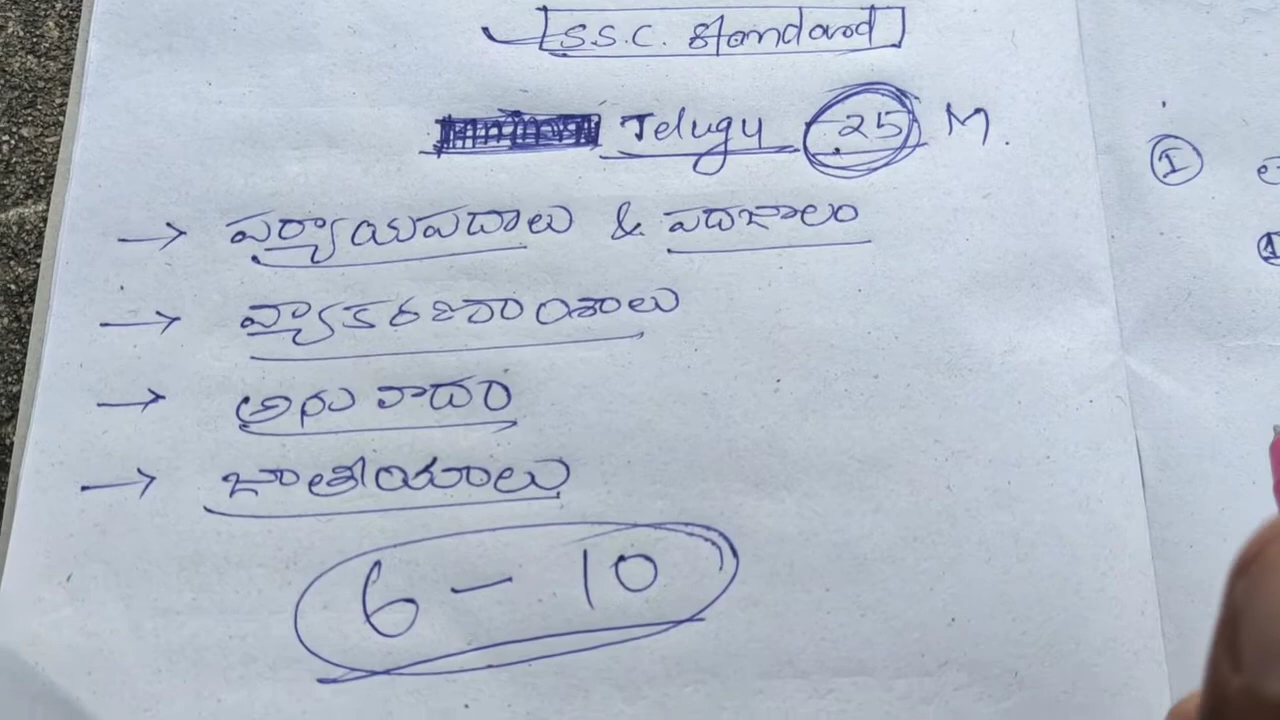 S.S.C. Standard
Telugu 25 M.
→ పర్యాయపదాలు & పదజాలం
→ వ్యాకరణాంశాలు
→ అనువాదం
→ జాతీయాలు
6 - 10
I